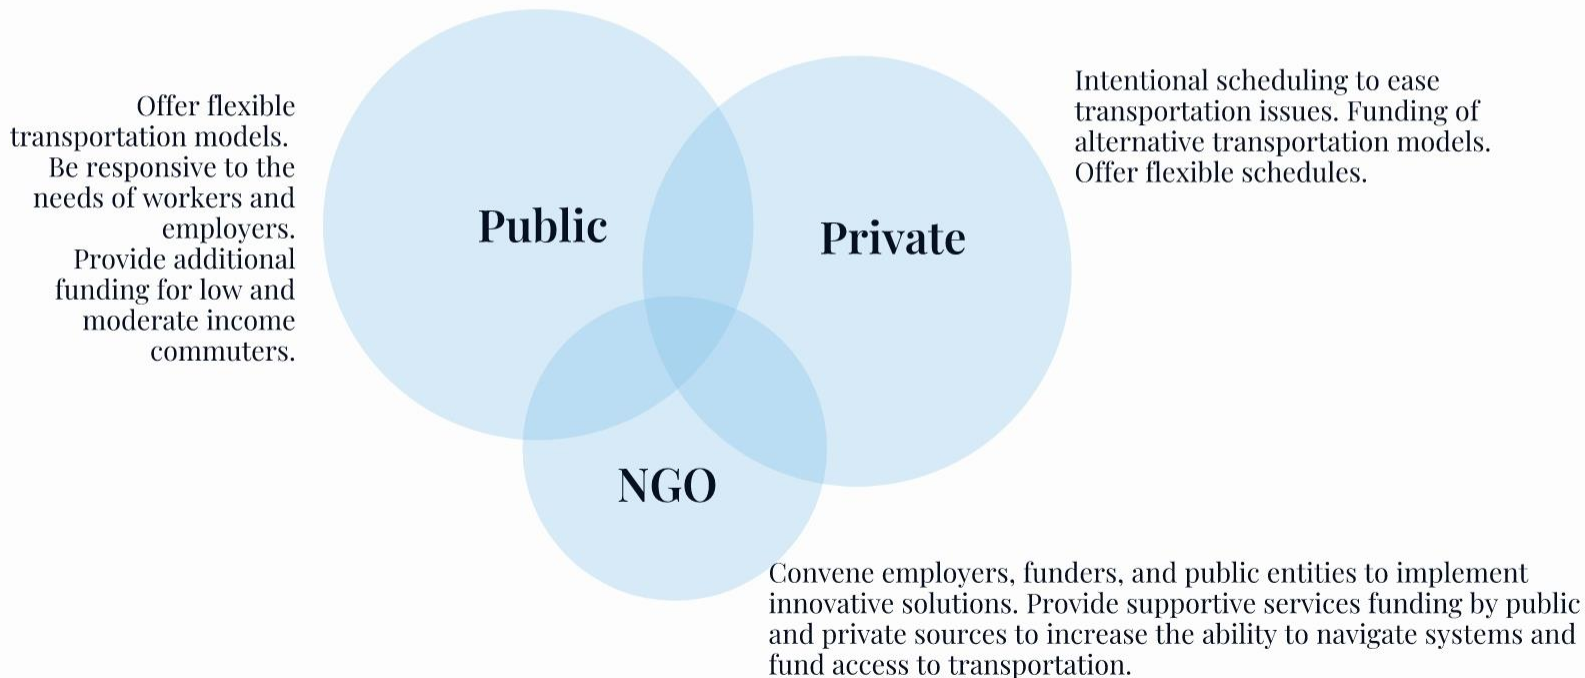 Offer flexible
transportation models.
Be responsive to the
needs of workers and
employers.
Provide additional
funding for low and
moderate income
commuters.
Public
Private
NGO
Intentional scheduling to ease
transportation issues. Funding of
alternative transportation models.
Offer flexible schedules.
Convene employers, funders, and public entities to implement
innovative solutions. Provide supportive services funding by public
and private sources to increase the ability to navigate systems and
fund access to transportation.